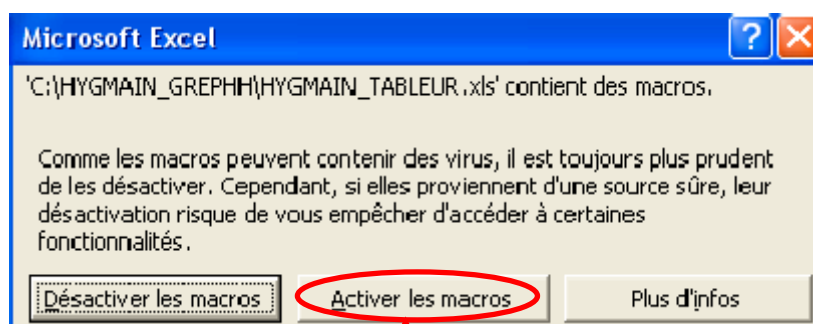 Microsoft Excel
'C:\HYGMAIN_GREPHH\HYGMAIN_TABLEUR.xls' contient des macros.
Comme les macros peuvent contenir des virus, il est toujours plus prudent
de les désactiver. Cependant, si elles proviennent d'une source sûre, leur
désactivation risque de vous empêcher d'accéder à certaines
fonctionnalités.
Désactiver les macros Activer les macros Plus d'infos